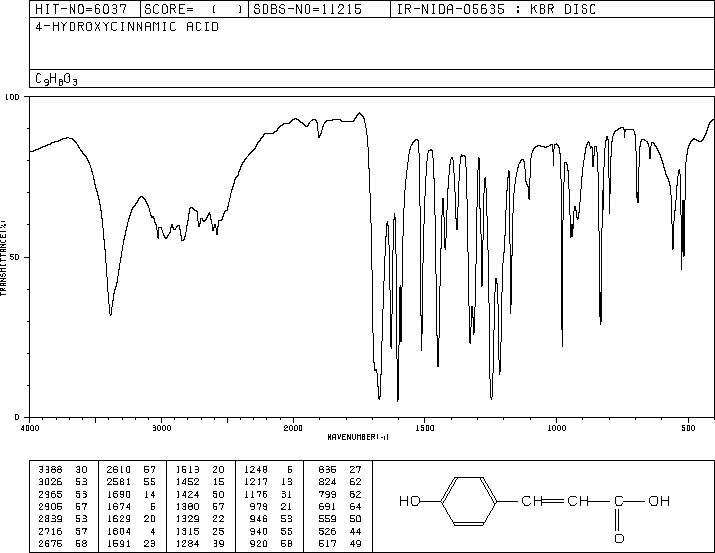 HIT-NO=6037 SCORE= ( ) SDBS-NO=11215 IR-NIDA-05635 : KBR DISC
4-HYDROXYCINNAMIC ACID
C9H8O3
100
50
0
TRANSMITTANCE(%)
4000 3000 2000 1500 1000 500
WAVENUMBER(-1)
3388 30 2610 57 1513 20 1248 5 835 27
3026 53 2581 55 1452 15 1217 13 824 62
2965 53 1690 14 1424 50 1176 31 799 62
2905 57 1674 5 1380 57 979 21 691 64
2839 53 1629 20 1329 22 946 53 559 50
2716 57 1604 4 1315 25 940 55 526 44
2675 58 1591 23 1284 39 920 58 517 49
HO CH CH C OH
O